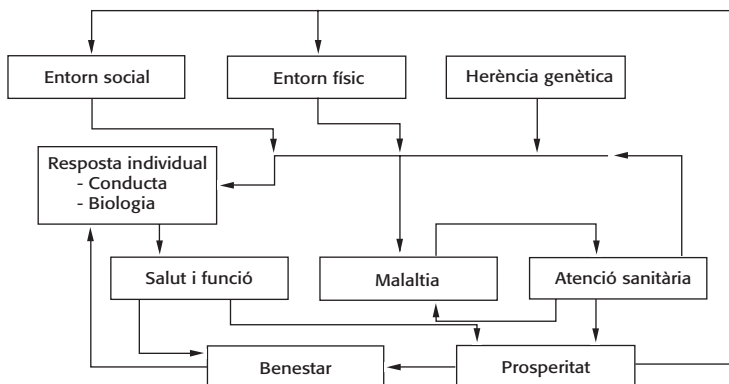 Entorn social
Entorn físic
Herència genètica
Resposta individual
- Conducta
- Biologia
Salut i funció
Malaltia
Atenció sanitària
Benestar
Prosperitat